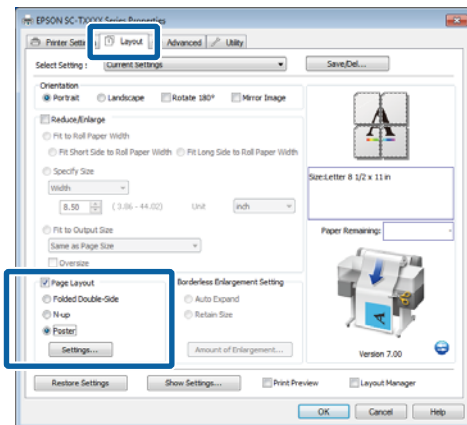 EPSON SC-TXXXX Series Properties
Printer Settings Layout Advanced Utility
Select Setting : Current Settings Save/Del...
Orientation
Portrait Landscape Rotate 180° Mirror Image
Reduce/Enlarge
Fit to Roll Paper Width
Fit Short Side to Roll Paper Width Fit Long Side to Roll Paper Width
Specify Size
Width
8.50 (3.86 - 44.02) Unit inch
Fit to Output Size
Same as Page Size
Oversize
A
Size:Letter 8 1/2 x 11 in
Paper Remaining:
Page Layout
Folded Double-Side
N-up
Poster
Settings...
Borderless Enlargement Setting
Auto Expand
Retain Size
Amount of Enlargement...
A
Version 7.00
Restore Settings Show Settings... Print Preview Layout Manager
OK Cancel Help